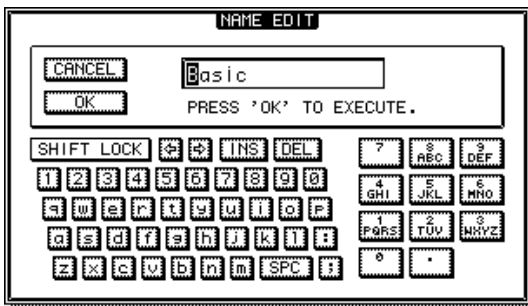 NAME EDIT
CANCEL
Basic
OK
PRESS 'OK' TO EXECUTE.
SHIFT LOCK INS DEL
1 2 3 4 5 6 7 8 9 0
q w e r t y u i o p
a s d f g h j k l :
z x c v b n m SPC ;
7 8 ABC 9 DEF
4 GHI 5 JKL 6 MNO
1 PQRS 2 TUV 3 WXYZ
0 .